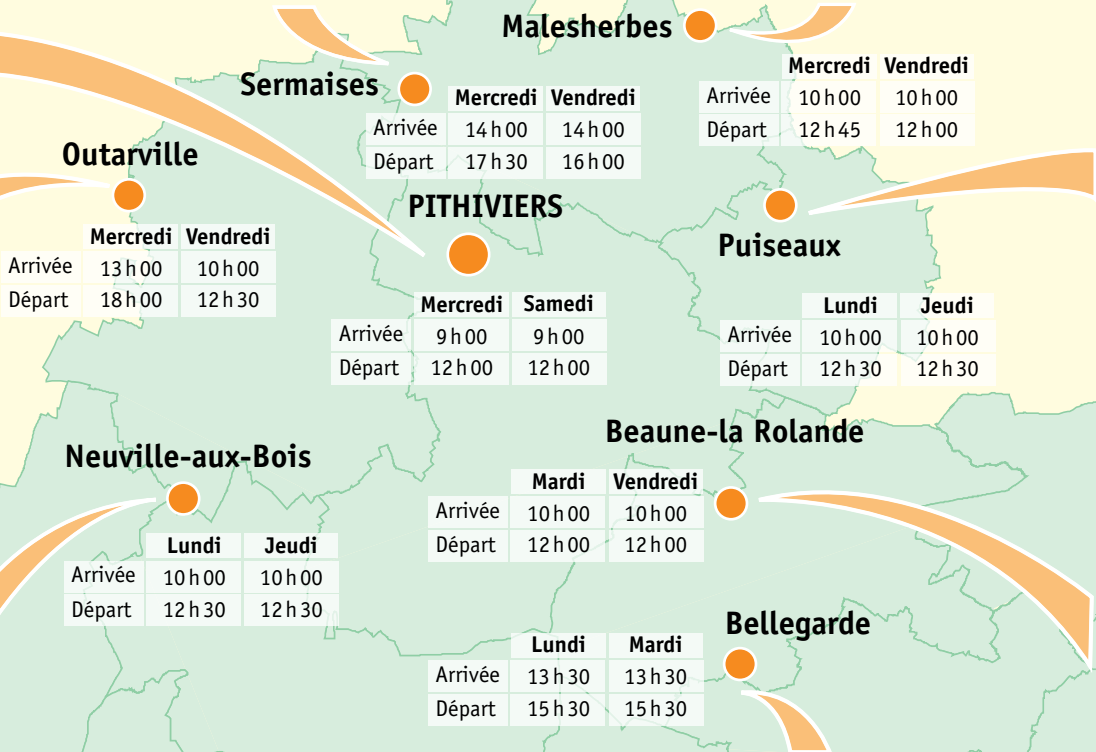 Malesherbes
Mercredi Vendredi
Arrivée 10 h 00 10 h 00
Départ 12 h 45 12 h 00
Sermaises
Mercredi Vendredi
Arrivée 14 h 00 14 h 00
Départ 17 h 30 16 h 00
Outarville
Mercredi Vendredi
Arrivée 13 h 00 10 h 00
Départ 18 h 00 12 h 30
PITHIVIERS
Mercredi Samedi
Arrivée 9 h 00 9 h 00
Départ 12 h 00 12 h 00
Puiseaux
Lundi Jeudi
Arrivée 10 h 00 10 h 00
Départ 12 h 30 12 h 30
Neuville-aux-Bois
Lundi Jeudi
Arrivée 10 h 00 10 h 00
Départ 12 h 30 12 h 30
Beaune-la Rolande
Mardi Vendredi
Arrivée 10 h 00 10 h 00
Départ 12 h 00 12 h 00
Bellegarde
Lundi Mardi
Arrivée 13 h 30 13 h 30
Départ 15 h 30 15 h 30